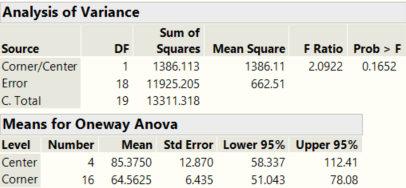 Analysis of Variance
Sum of
Source DF Squares Mean Square F Ratio Prob > F
Corner/Center 1 1386.113 1386.11 2.0922 0.1652
Error 18 11925.205 662.51
C. Total 19 13311.318
Means for Oneway Anova
Level Number Mean Std Error Lower 95% Upper 95%
Center 4 85.3750 12.870 58.337 112.41
Corner 16 64.5625 6.435 51.043 78.08